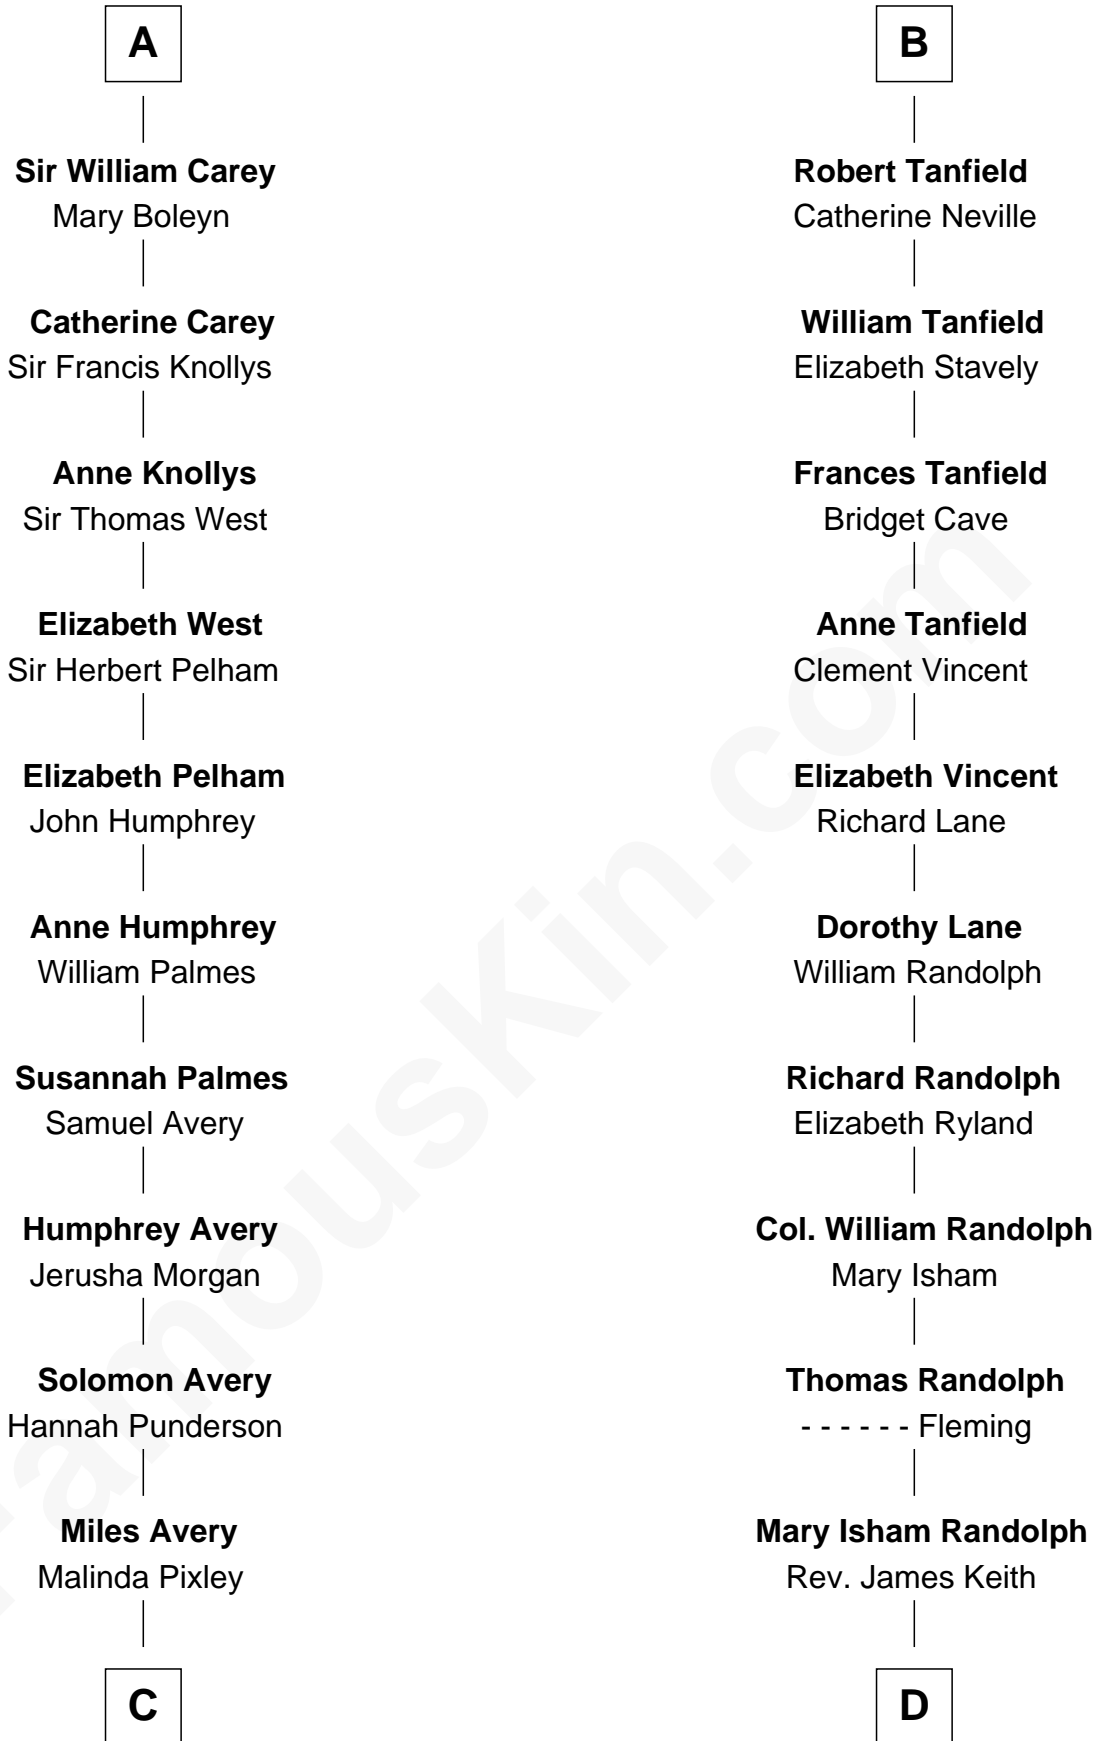 A
Sir William Carey
Mary Boleyn
Catherine Carey
Sir Francis Knollys
Anne Knollys
Sir Thomas West
Elizabeth West
Sir Herbert Pelham
Elizabeth Pelham
John Humphrey
Anne Humphrey
William Palmes
Susannah Palmes
Samuel Avery
Humphrey Avery
Jerusha Morgan
Solomon Avery
Hannah Punderson
Miles Avery
Malinda Pixley
C
B
Robert Tanfield
Catherine Neville
William Tanfield
Elizabeth Stavely
Frances Tanfield
Bridget Cave
Anne Tanfield
Clement Vincent
Elizabeth Vincent
Richard Lane
Dorothy Lane
William Randolph
Richard Randolph
Elizabeth Ryland
Col. William Randolph
Mary Isham
Thomas Randolph
- - - - - - Fleming
Mary Isham Randolph
Rev. James Keith
D
FamousKin.com